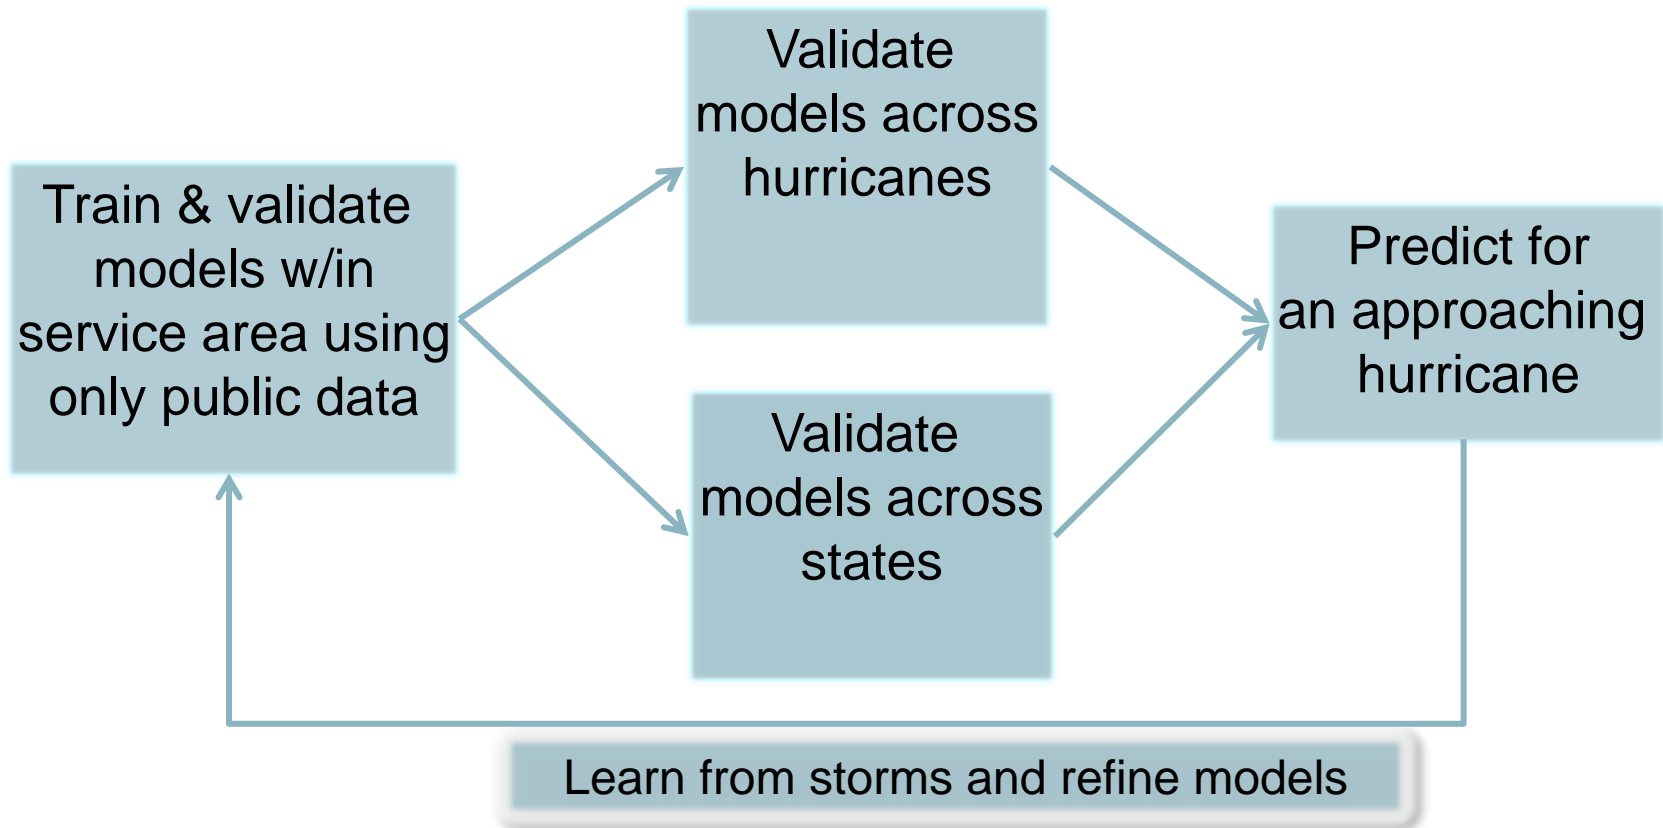 Train & validate
models w/in
service area using
only public data
Validate
models across
hurricanes
Validate
models across
states
Predict for
an approaching
hurricane
Learn from storms and refine models